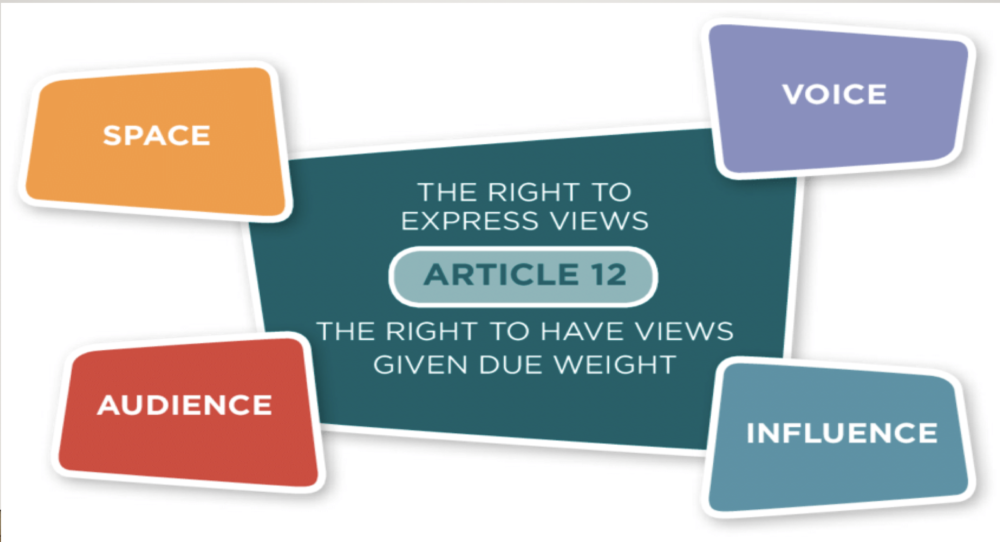 SPACE
VOICE
THE RIGHT TO
EXPRESS VIEWS
ARTICLE 12
THE RIGHT TO HAVE VIEWS
GIVEN DUE WEIGHT
AUDIENCE
INFLUENCE